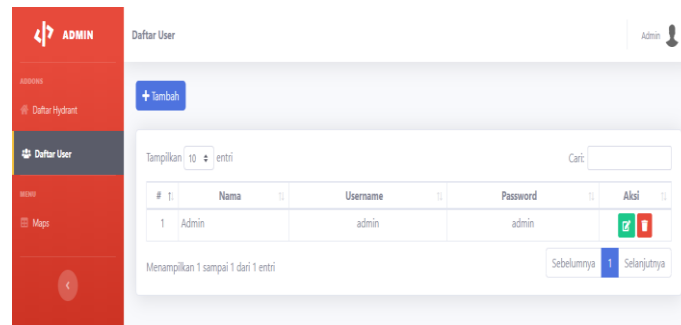 ADMIN
Daftar User
Admin
ADDONS
Daftar Hydrant
Daftar User
MENU
Maps
+ Tambah
Tampilkan 10 entri
Cari:
# Nama Username Password Aksi
1 Admin admin admin
Menampilkan 1 sampai 1 dari 1 entri
Sebelumnya 1 Selanjutnya